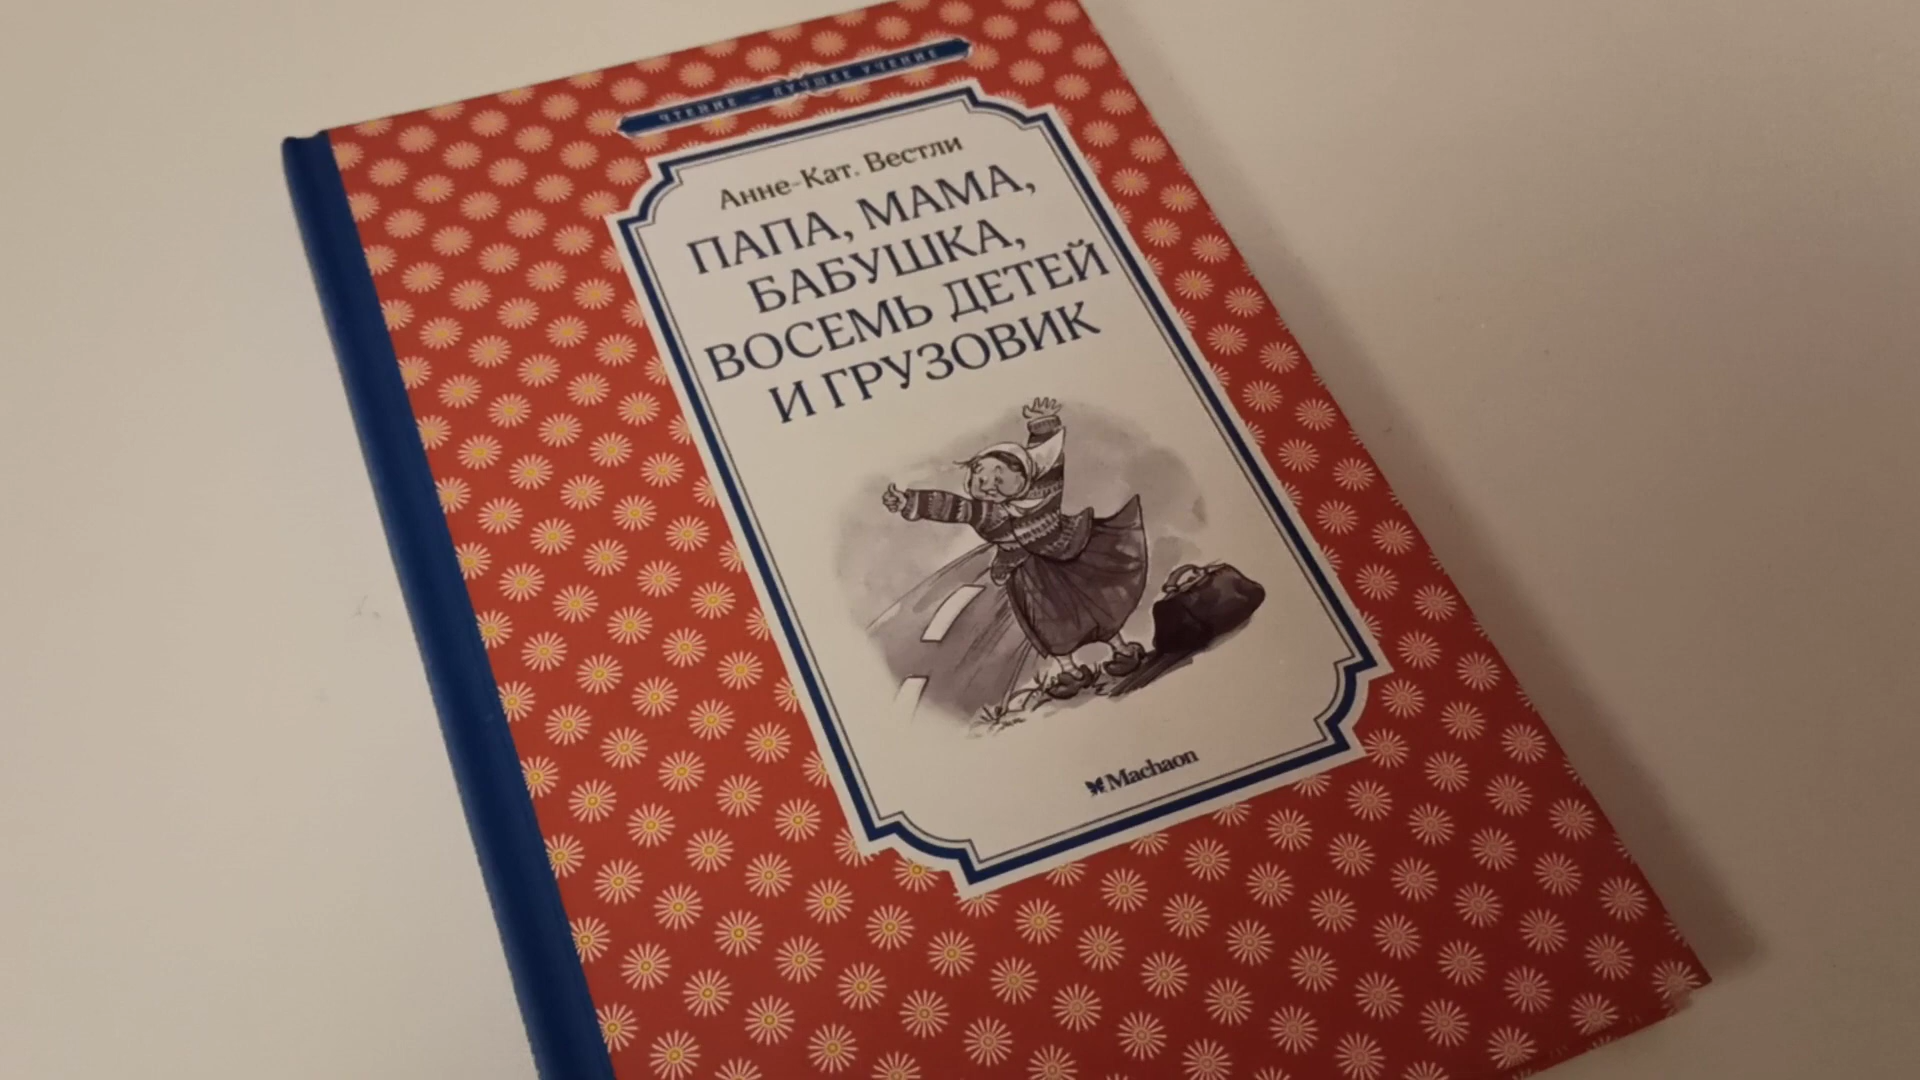 ЧТЕНИЕ – ЛУЧШЕЕ УЧЕНИЕ
Анне-Кат. Вестли
ПАПА, МАМА,
БАБУШКА,
ВОСЕМЬ ДЕТЕЙ
И ГРУЗОВИК
Machaon